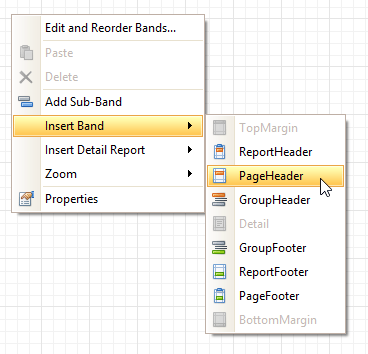 Edit and Reorder Bands...
Paste
Delete
Add Sub-Band
Insert Band
Insert Detail Report
Zoom
Properties
TopMargin
ReportHeader
PageHeader
GroupHeader
Detail
GroupFooter
ReportFooter
PageFooter
BottomMargin